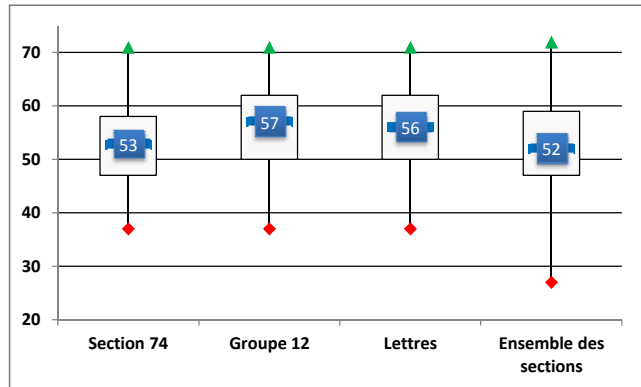 70
60
50
40
30
20
53
57
56
52
Section 74
Groupe 12
Lettres
Ensemble des
sections